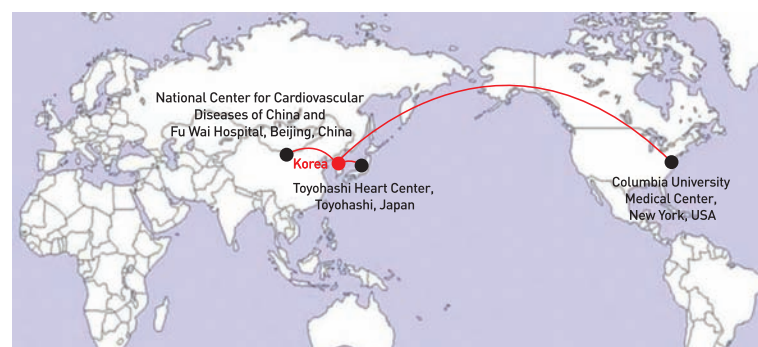 National Center for Cardiovascular
Diseases of China and
Fu Wai Hospital, Beijing, China
Korea
Toyohashi Heart Center,
Toyohashi, Japan
Columbia University
Medical Center,
New York, USA